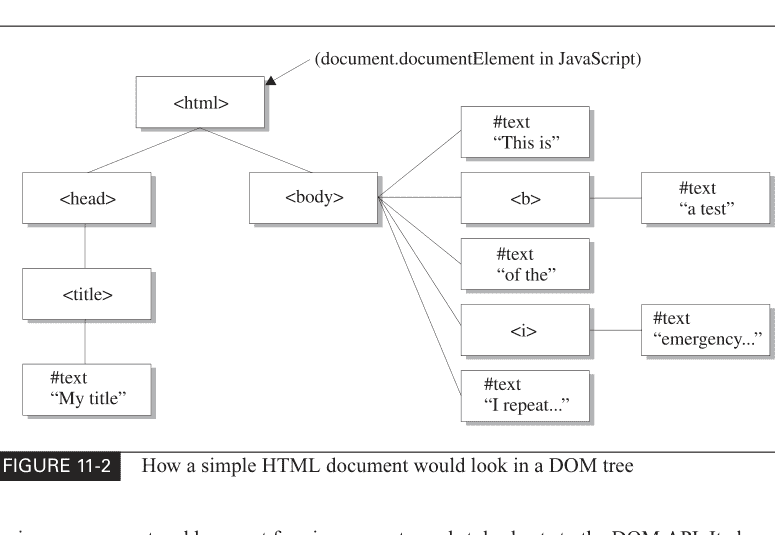 (document.documentElement in JavaScript)
<html>
#text
“This is”
<head>
<body>
<b>
#text
“a test”
#text
“of the”
<title>
<i>
#text
“emergency...”
#text
“My title”
#text
“I repeat...”
FIGURE 11-2 How a simple HTML document would look in a DOM tree